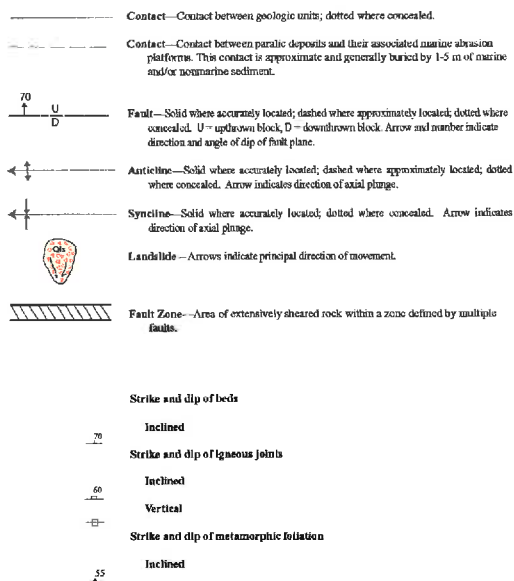 Contact—Contact between geologic units; dotted where concealed.
Contact—Contact between paralic deposits and their associated marine abrasion
platforms. This contact is approximate and generally buried by 1-5 m of marine
and/or nonmarine sediment.
70
U
D
Fault—Solid where accurately located; dashed where approximately located; dotted where
concealed. U = upthrown block, D = downthrown block. Arrow and number indicate
direction and angle of dip of fault plane.
Anticline—Solid where accurately located; dashed where approximately located; dotted
where concealed. Arrow indicates direction of axial plunge.
Syncline—Solid where accurately located; dotted where concealed. Arrow indicates
direction of axial plunge.
Qls
Landslide—Arrows indicate principal direction of movement.
Fault Zone—Area of extensively sheared rock within a zone defined by multiple
faults.
Strike and dip of beds
70
Inclined
Strike and dip of igneous joints
60
Inclined
Vertical
Strike and dip of metamorphic foliation
55
Inclined